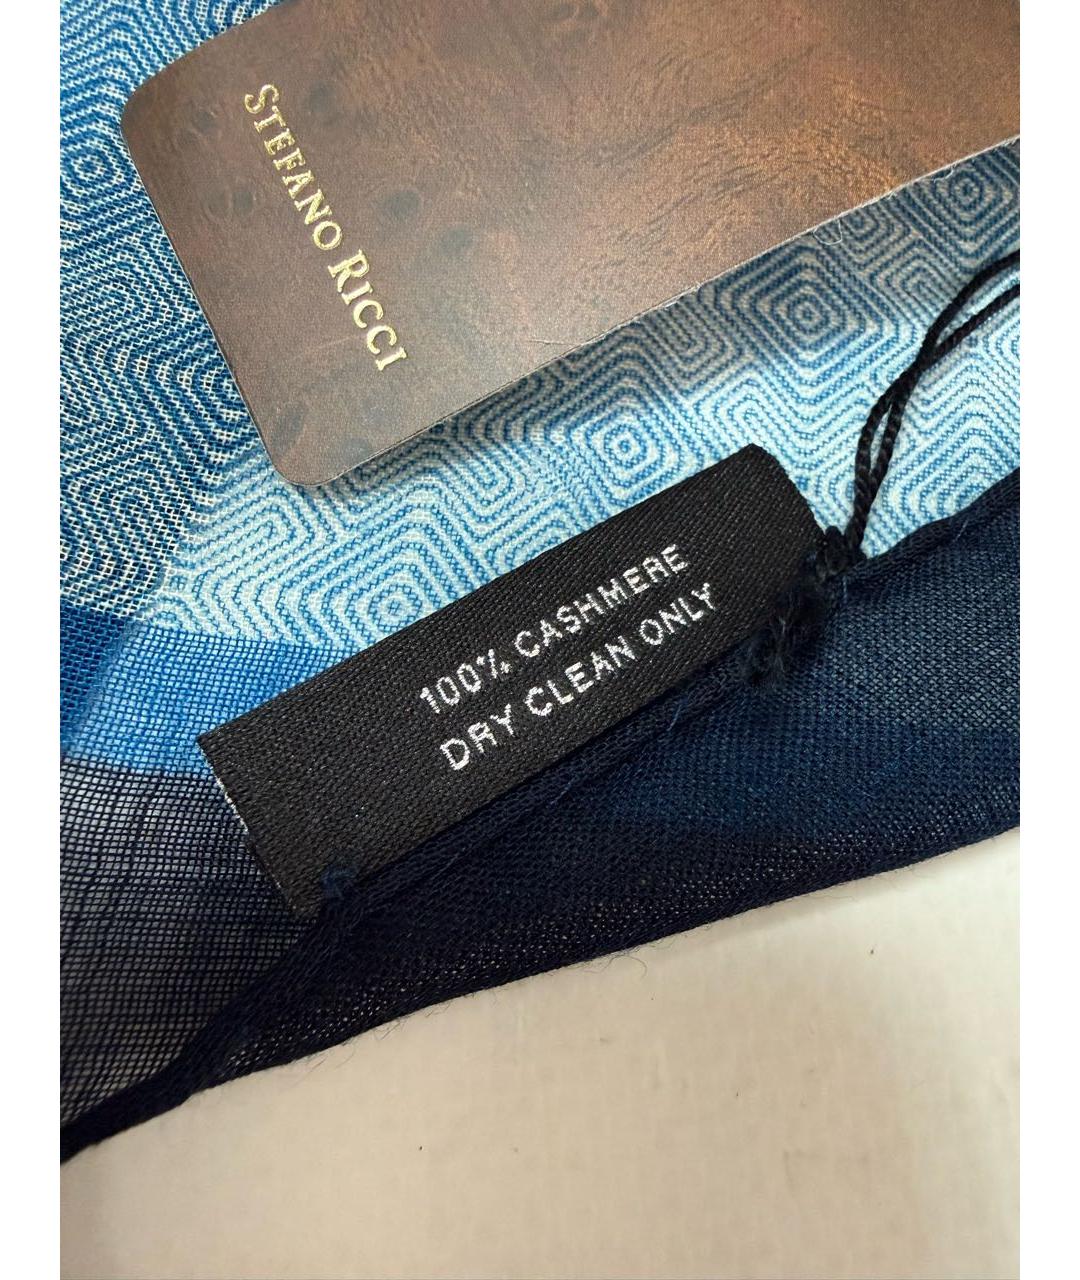 STEFANO RICCI
100% CASHMERE
DRY CLEAN ONLY